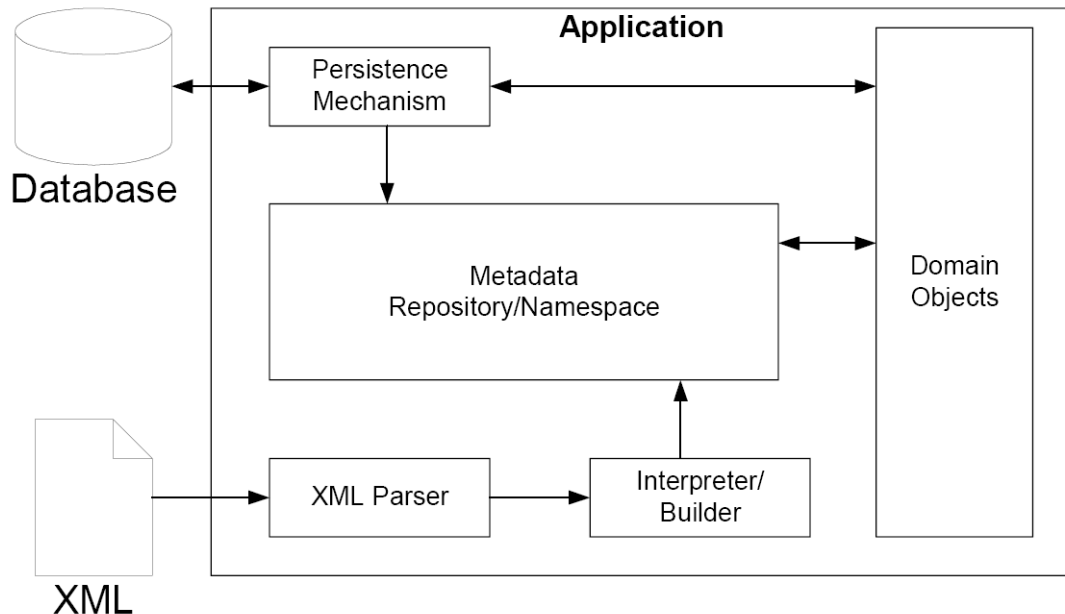 Application
Persistence
Mechanism
Database
Metadata
Repository/Namespace
Domain
Objects
XML Parser
Interpreter/
Builder
XML